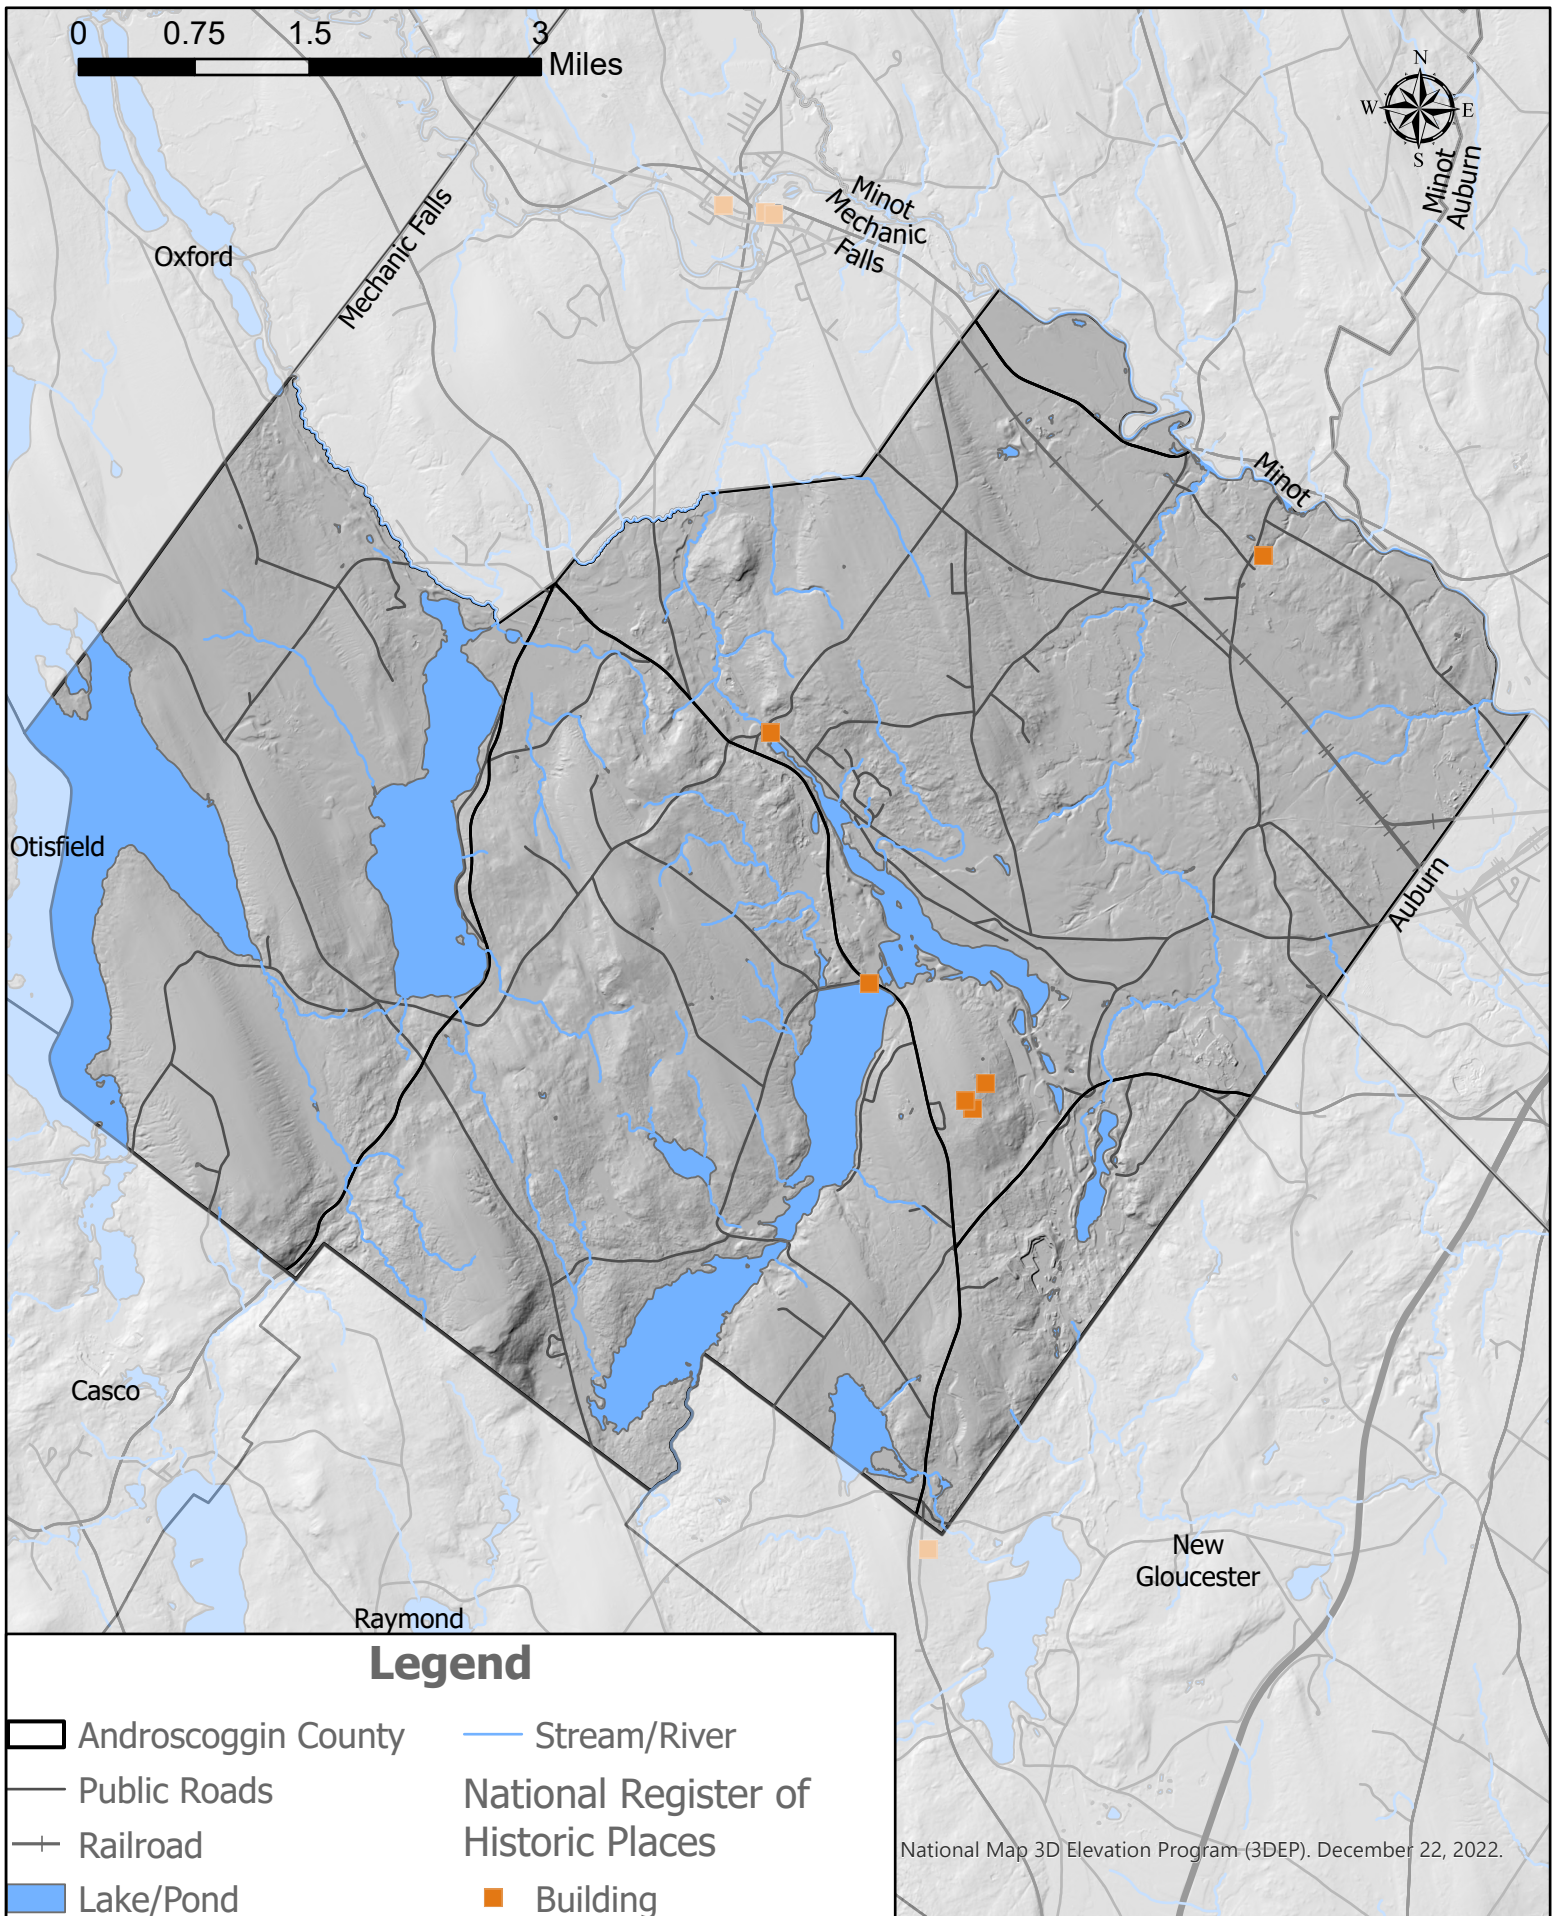 0 0.75 1.5 3
Miles
N
W E
S
Minot
Auburn
Minot
Mechanic
Falls
Mechanic Falls
Oxford
Minot
Otisfield
Auburn
Casco
New
Gloucester
Raymond
Legend
Androscoggin County
Public Roads
Railroad
Lake/Pond
Stream/River
National Register of
Historic Places
Building
National Map 3D Elevation Program (3DEP). December 22, 2022.